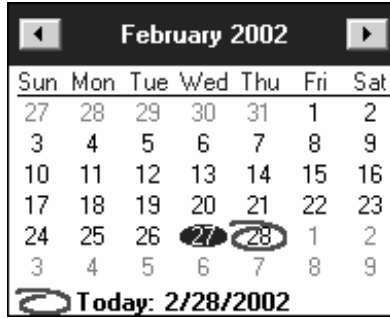 February 2002
Sun Mon Tue Wed Thu Fri Sat
27 28 29 30 31 1 2
3 4 5 6 7 8 9
10 11 12 13 14 15 16
17 18 19 20 21 22 23
24 25 26 27 28 1 2
3 4 5 6 7 8 9
Today: 2/28/2002